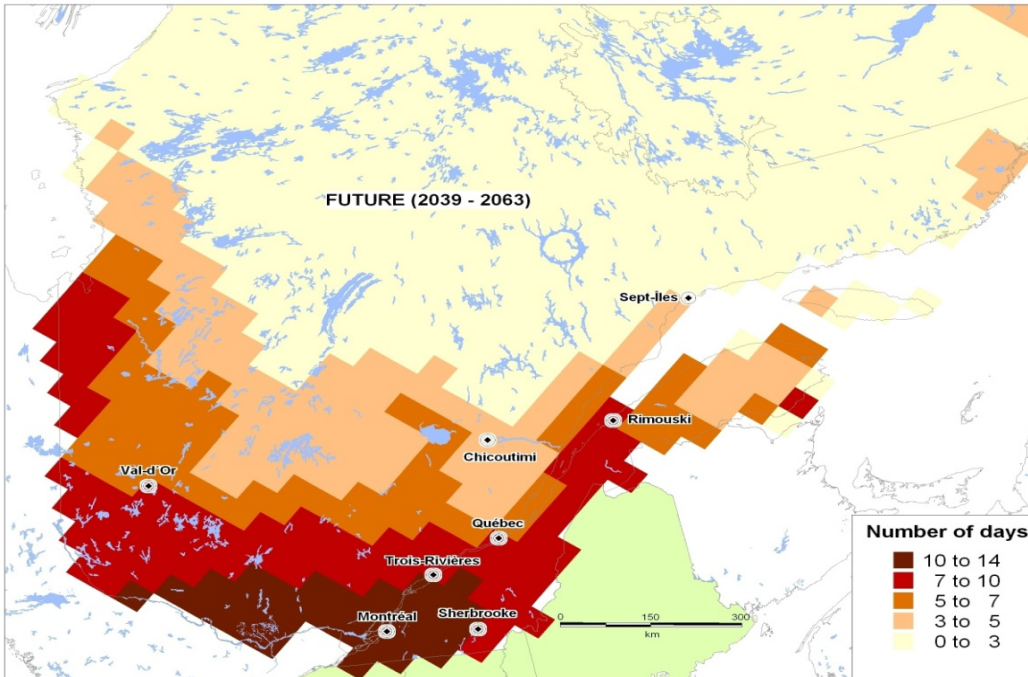 FUTURE (2039 - 2063)
Sept-Îles
Rimouski
Chicoutimi
Val-d'Or
Québec
Trois-Rivières
Montréal
Sherbrooke
0 150 300
km
Number of days
10 to 14
7 to 10
5 to 7
3 to 5
0 to 3